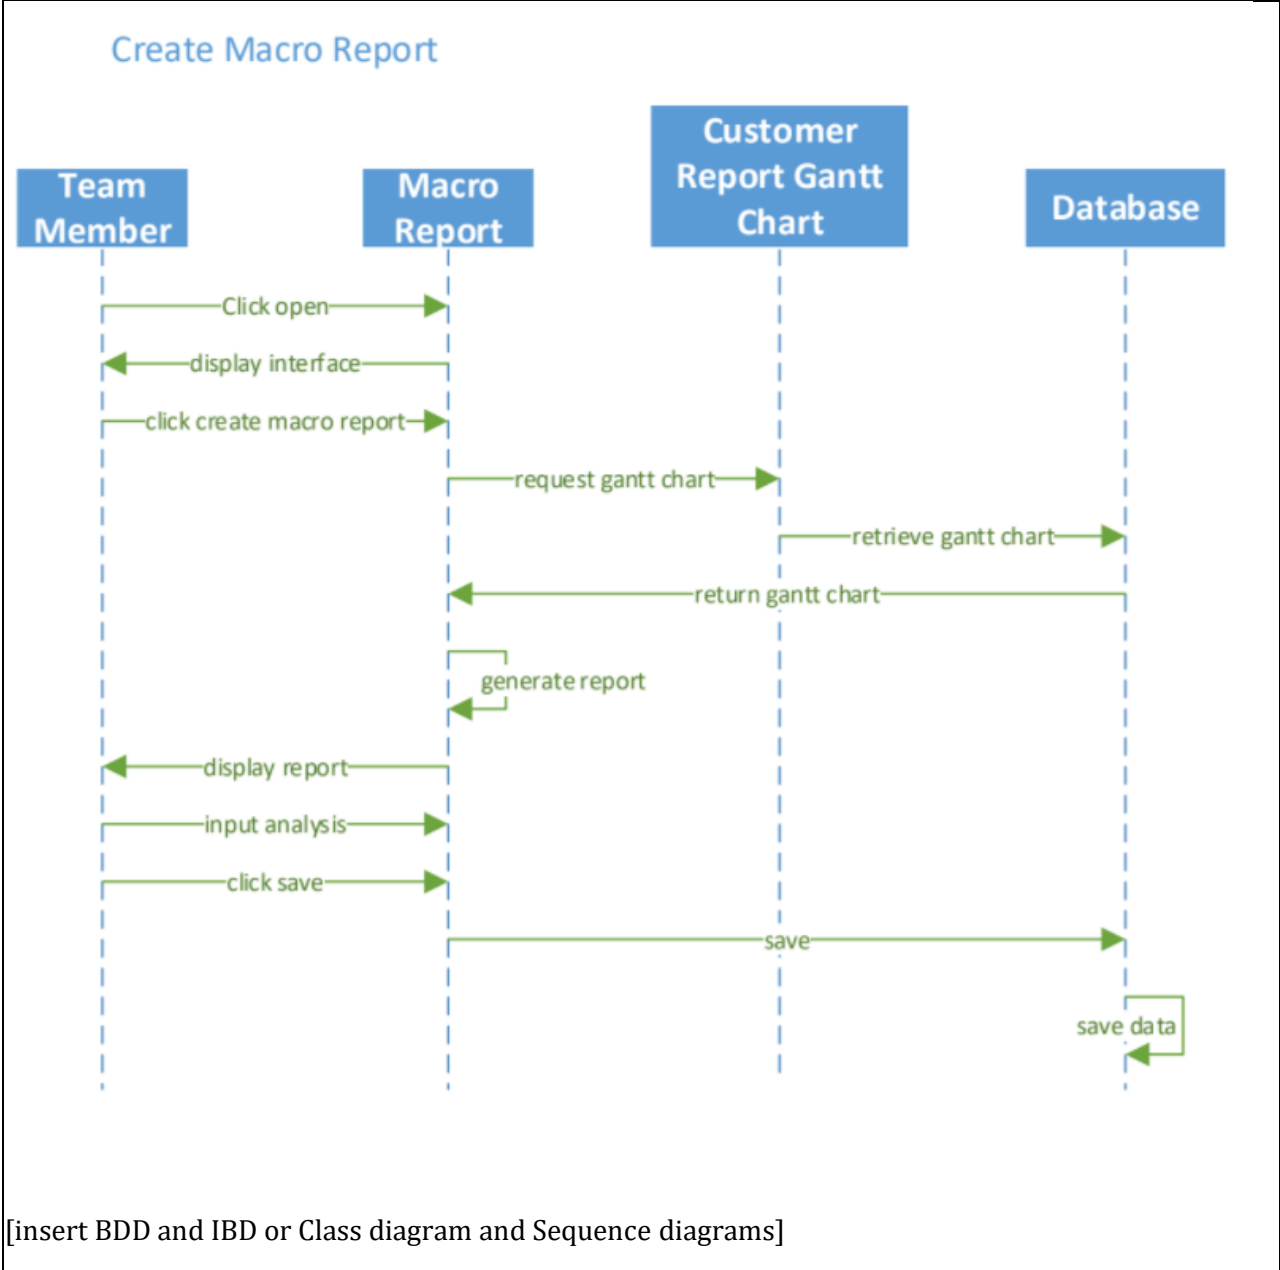 Create Macro Report
Customer
Report Gantt
Chart
Team
Member
Macro
Report
Database
Click open
display interface
click create macro report
request gantt chart
retrieve gantt chart
return gantt chart
generate report
display report
input analysis
click save
save
save data
[insert BDD and IBD or Class diagram and Sequence diagrams]